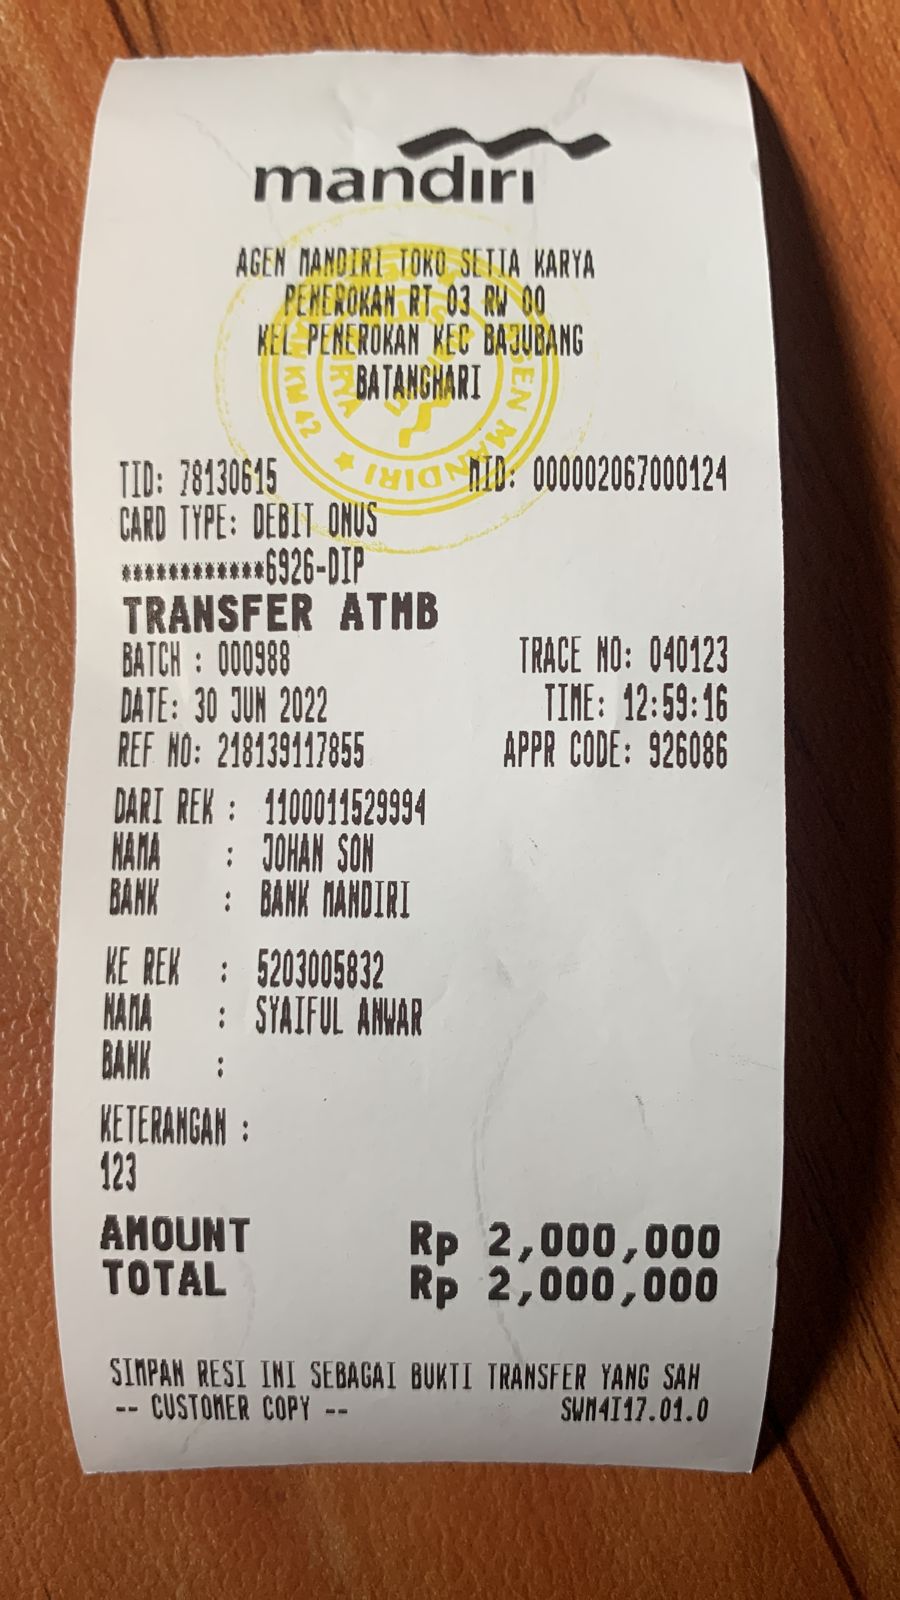 mandiri
AGEN MANDIRI TOKO SETIA KARYA
PENEROKAN RT 03 RW 00
KEL PENEROKAN KEC BAJUBANG
BATANGHARI
TID: 78130615 MID: 000002067000124
CARD TYPE: DEBIT ONUS
************6926-DIP
TRANSFER ATMB
BATCH : 000988 TRACE NO: 040123
DATE: 30 JUN 2022 TIME: 12:59:16
REF NO: 218139117855 APPR CODE: 926086
DARI REK : 1100011529994
NAMA : JOHAN SON
BANK : BANK MANDIRI
KE REK : 5203005832
NAMA : SYAIFUL ANWAR
BANK :
KETERANGAN :
123
AMOUNT Rp 2,000,000
TOTAL Rp 2,000,000
SIMPAN RESI INI SEBAGAI BUKTI TRANSFER YANG SAH
-- CUSTOMER COPY -- SWM4I17.01.0
AGEN MANDIRI
KM 42